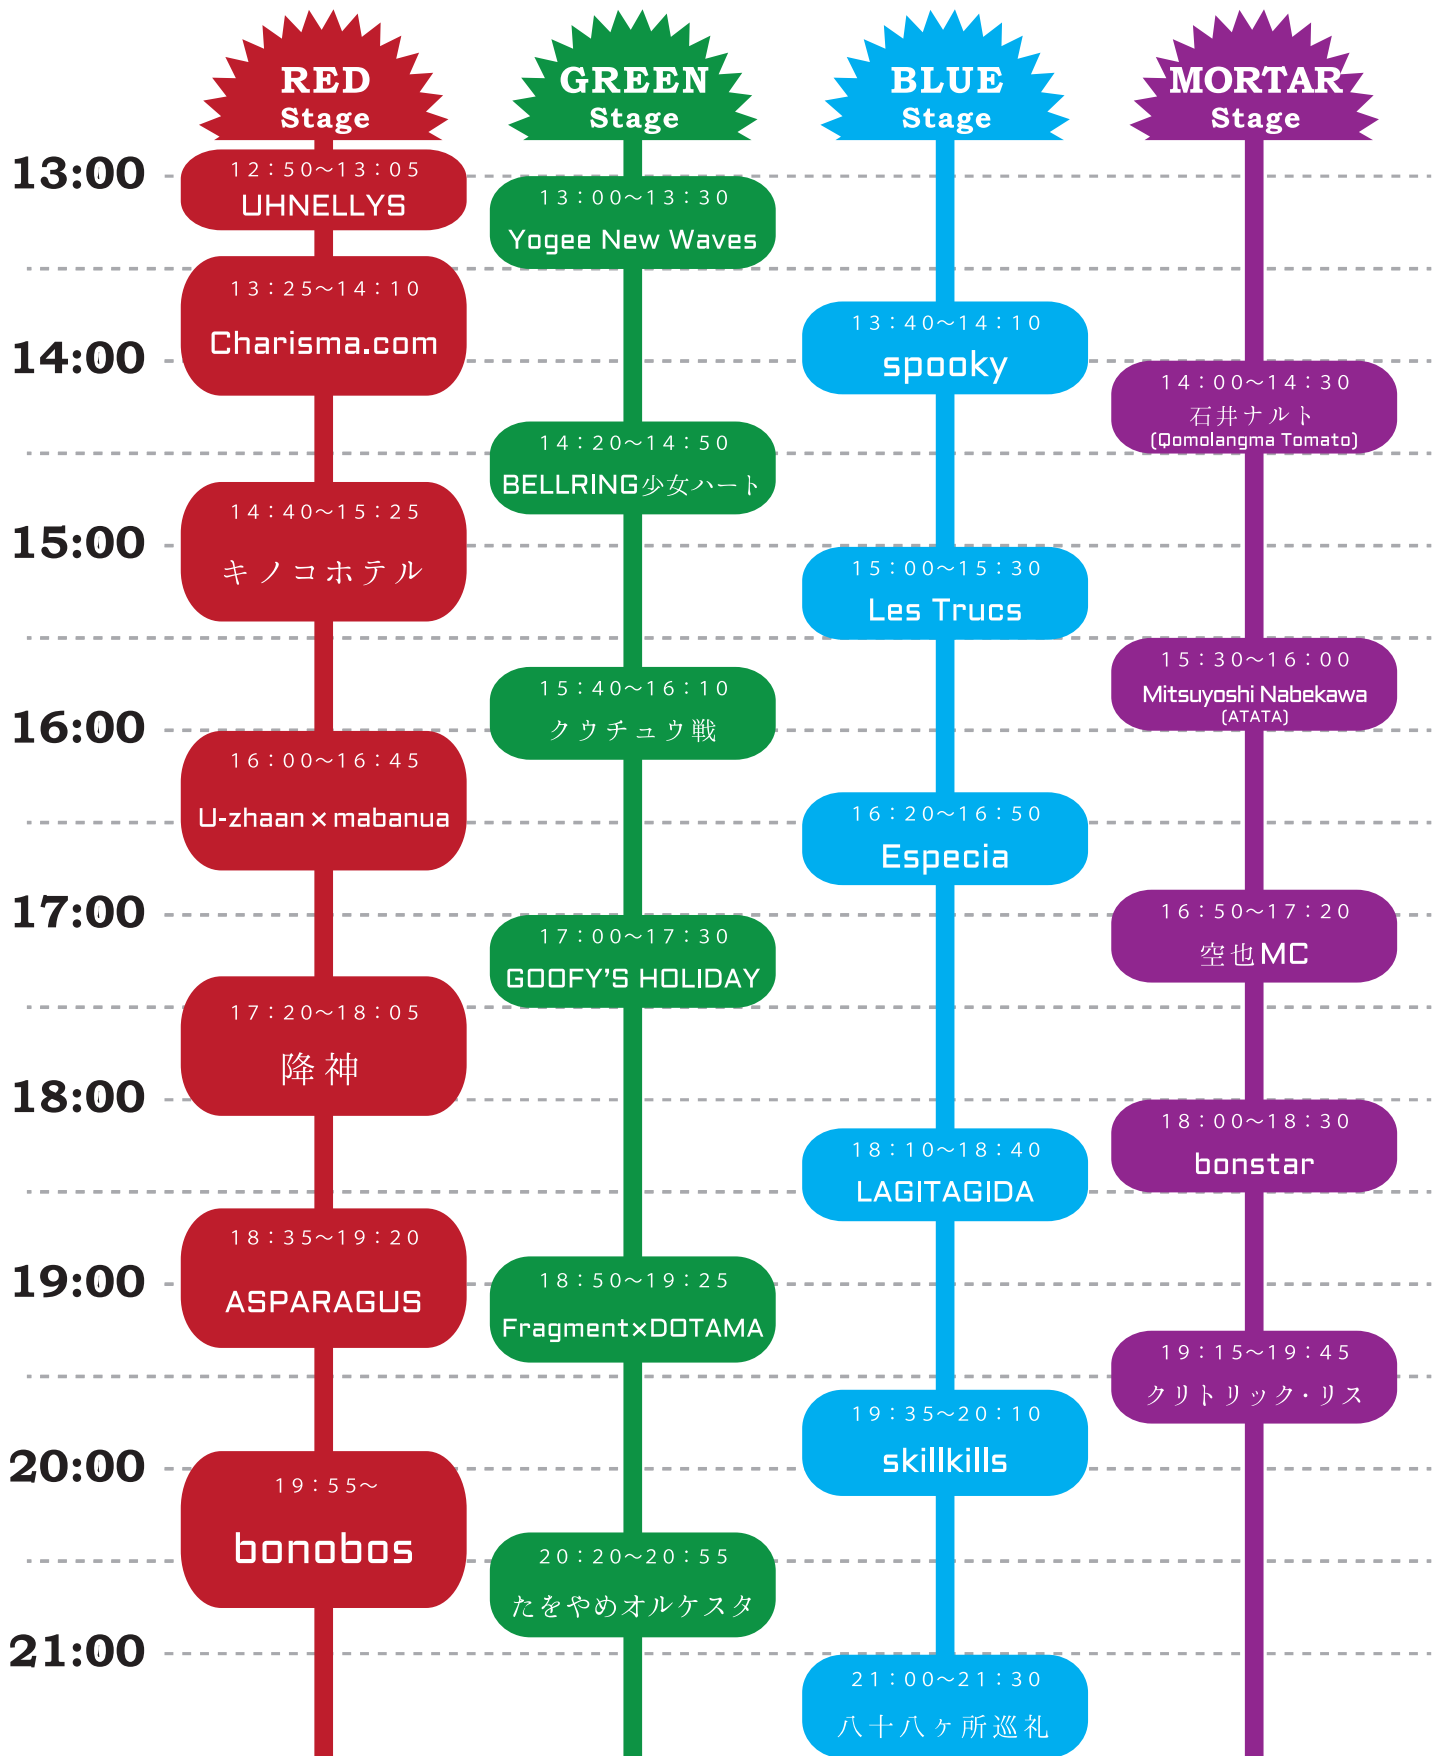 RED
Stage
GREEN
Stage
BLUE
Stage
MORTAR
Stage
13:00
14:00
15:00
16:00
17:00
18:00
19:00
20:00
21:00
12:50~13:05
UHNELLYS
13:25~14:10
Charisma.com
14:40~15:25
キノコホテル
16:00~16:45
U-zhaan×mabanua
17:20~18:05
降神
18:35~19:20
ASPARAGUS
19:55~
bonobos
13:00~13:30
Yogee New Waves
14:20~14:50
BELLRING少女ハート
15:40~16:10
クウチュウ戦
17:00~17:30
GOOFY'S HOLIDAY
18:50~19:25
Fragment×DOTAMA
20:20~20:55
たをやめオルケスタ
13:40~14:10
spooky
15:00~15:30
Les Trucs
16:20~16:50
Especia
18:10~18:40
LAGITAGIDA
19:35~20:10
skillkills
21:00~21:30
八十八ヶ所巡礼
14:00~14:30
石井ナルト
(Qomolangma Tomato)
15:30~16:00
Mitsuyoshi Nabekawa
(ATATA)
16:50~17:20
空也MC
18:00~18:30
bonstar
19:15~19:45
クリトリック・リス